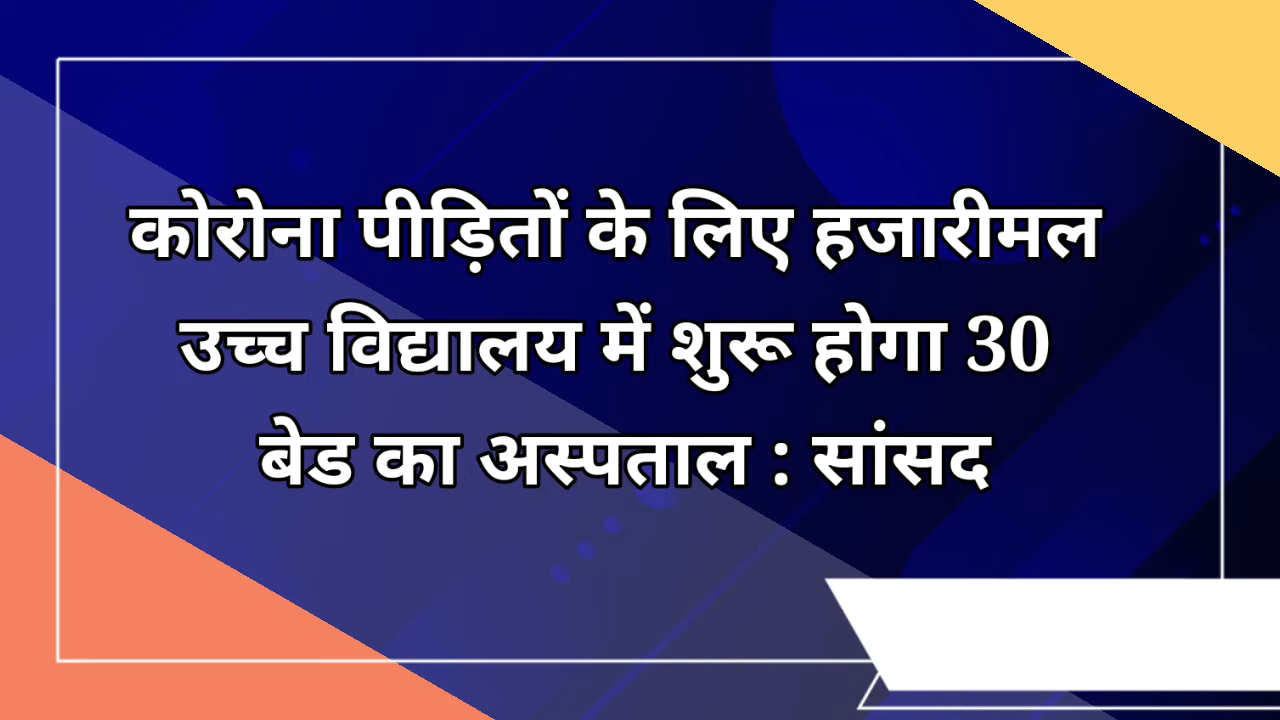 कोरोना पीड़ितों के लिए हजारीमल
उच्च विद्यालय में शुरू होगा 30
बेड का अस्पताल : सांसद